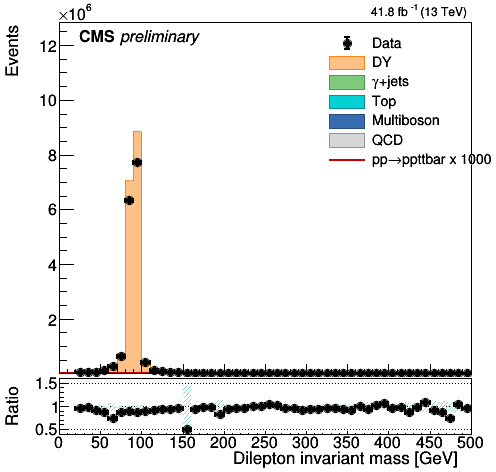 ×10⁶
41.8 fb⁻¹ (13 TeV)
CMS preliminary
Events
12
10
8
6
4
2
Data
DY
γ+jets
Top
Multiboson
QCD
pp→ppttbar x 1000
Ratio
1.5
1
0.5
0 50 100 150 200 250 300 350 400 450 500
Dilepton invariant mass [GeV]